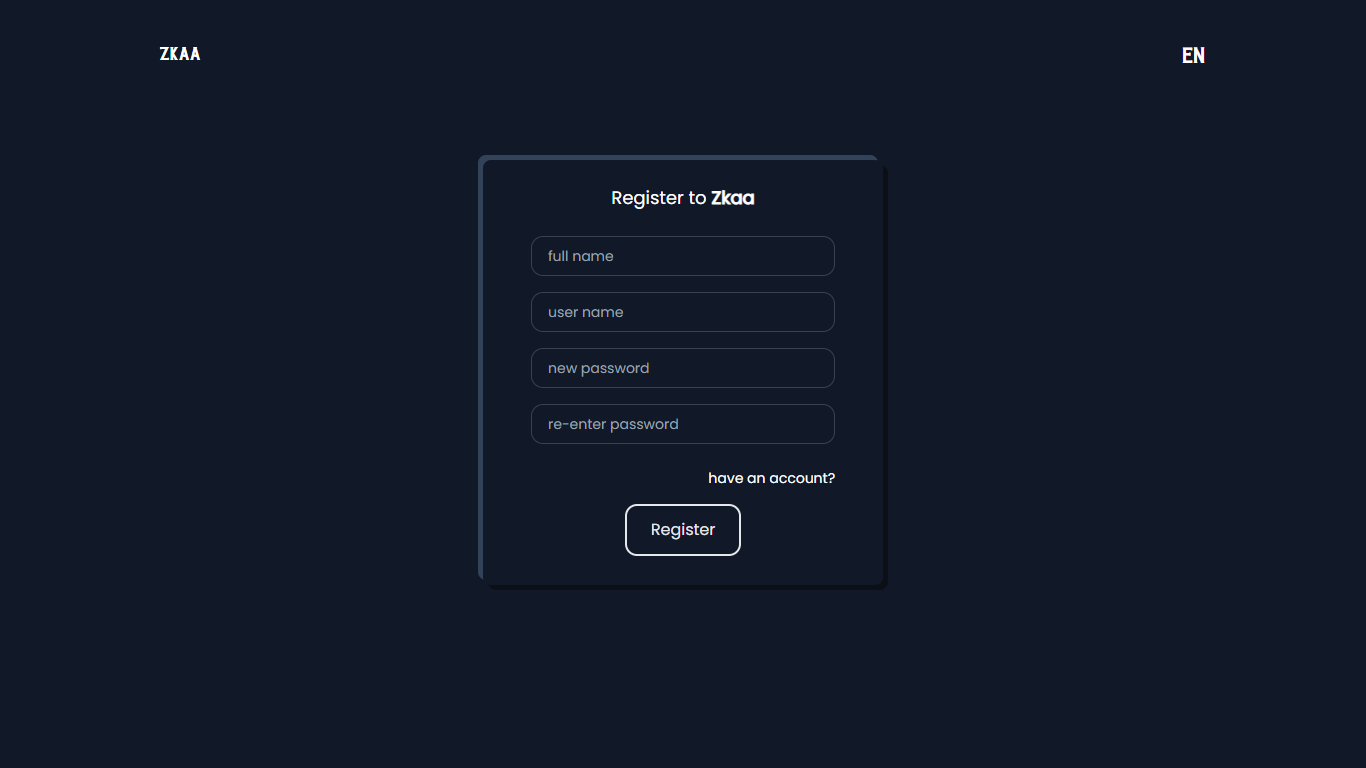 ZKAA
EN
Register to Zkaa
full name
user name
new password
re-enter password
have an account?
Register